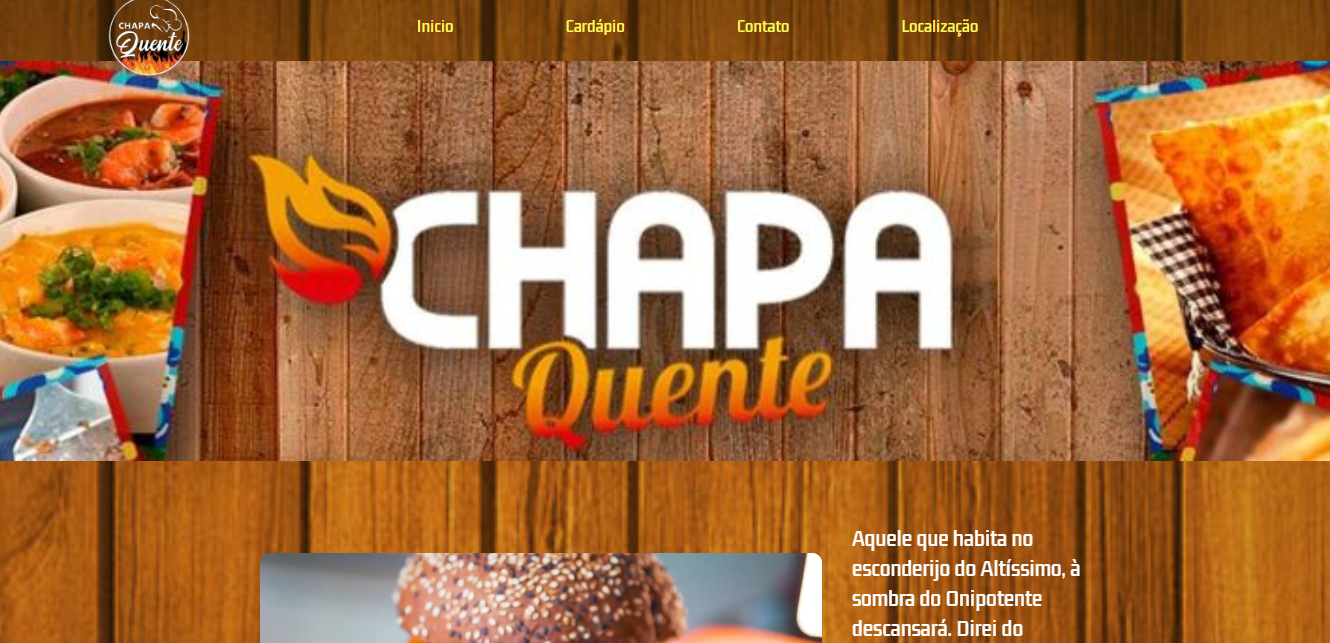 CHAPA
Quente
Inicio
Cardápio
Contato
Localização
CHAPA
Quente
Aquele que habita no
esconderijo do Altíssimo, à
sombra do Onipotente
descansará. Direi do